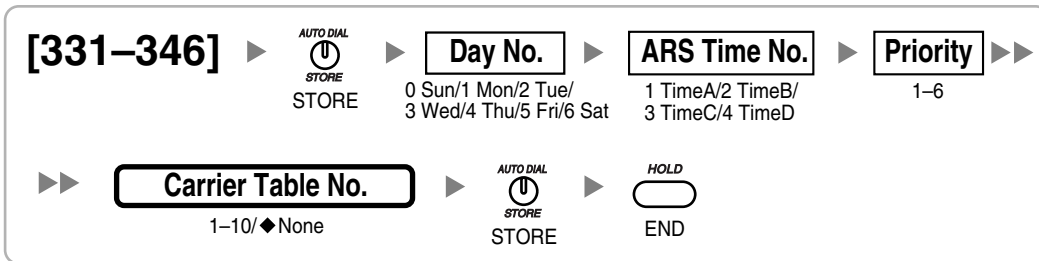 [331–346] ▶ AUTO DIAL STORE STORE ▶ Day No. ▶ ARS Time No. ▶ Priority ▶▶
0 Sun/1 Mon/2 Tue/ 1 TimeA/2 TimeB/ 1–6
3 Wed/4 Thu/5 Fri/6 Sat 3 TimeC/4 TimeD
▶▶ Carrier Table No. ▶ AUTO DIAL STORE STORE ▶ HOLD END
1–10/◆None